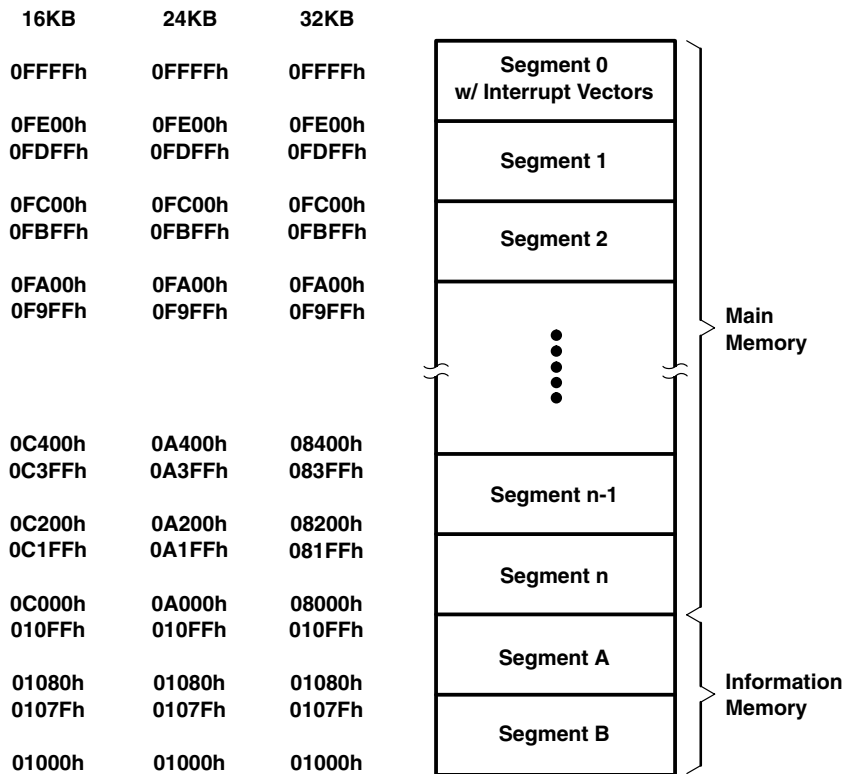 16KB 24KB 32KB
0FFFFh 0FFFFh 0FFFFh
Segment 0
w/ Interrupt Vectors
0FE00h 0FE00h 0FE00h
0FDFFh 0FDFFh 0FDFFh
Segment 1
0FC00h 0FC00h 0FC00h
0FBFFh 0FBFFh 0FBFFh
Segment 2
0FA00h 0FA00h 0FA00h
0F9FFh 0F9FFh 0F9FFh
Main
Memory
0C400h 0A400h 08400h
0C3FFh 0A3FFh 083FFh
Segment n-1
0C200h 0A200h 08200h
0C1FFh 0A1FFh 081FFh
Segment n
0C000h 0A000h 08000h
010FFh 010FFh 010FFh
Segment A
01080h 01080h 01080h
0107Fh 0107Fh 0107Fh
Information
Memory
Segment B
01000h 01000h 01000h